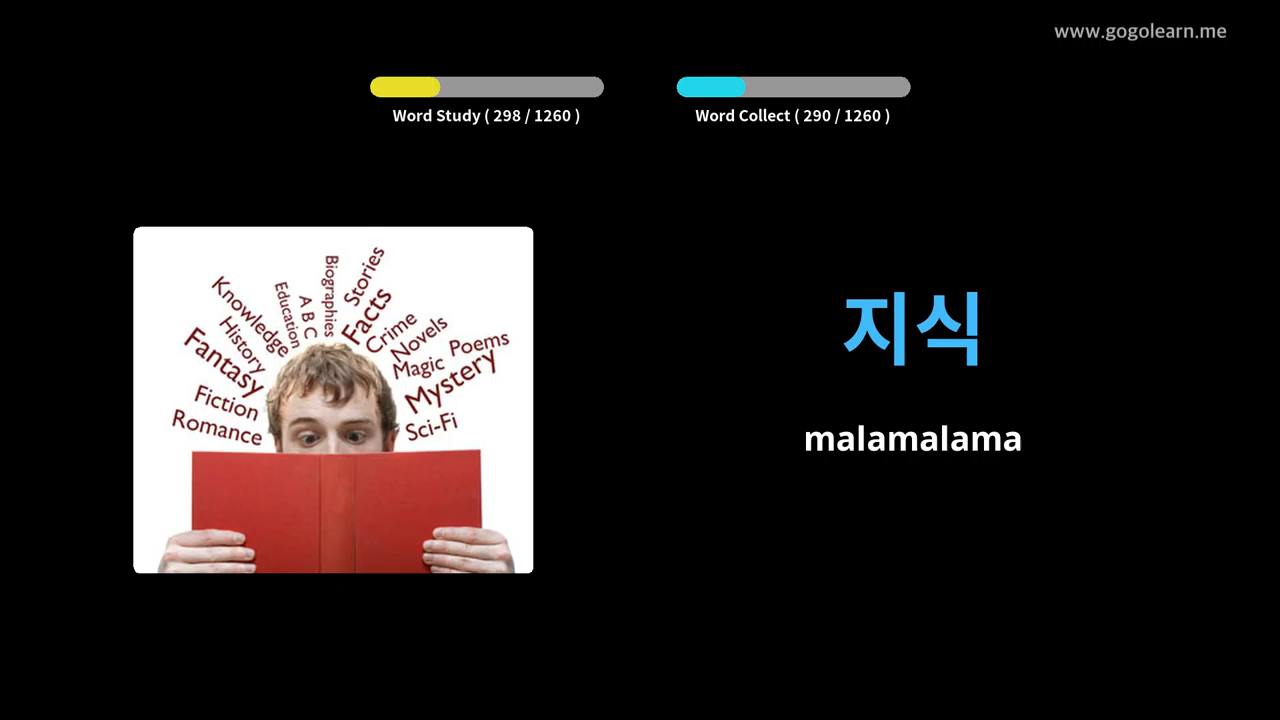 www.gogolearn.me
Word Study ( 298 / 1260 )
Word Collect ( 290 / 1260 )
Stories
Biographies
Facts
A B C
Education
Knowledge
Crime
History
Novels
Poems
Fantasy
Magic
Mystery
Fiction
Romance
Sci-Fi
지식
malamalama